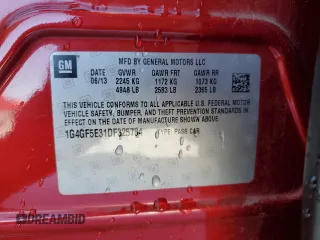 GM
MFD BY GENERAL MOTORS LLC
DATE GVWR GAWR FRT GAWR RR
06/13 2245 KG 1172 KG 1073 KG
4948 LB 2583 LB 2365 LB
THIS VEHICLE CONFORMS TO ALL APPLICABLE
U.S. FEDERAL MOTOR VEHICLE SAFETY, BUMPER,
AND THEFT PREVENTION STANDARDS IN EFFECT
ON THE DATE OF MANUFACTURE SHOWN ABOVE.
1G4GF5E31DF325784 TYPE: PASS CAR
DREAMBID